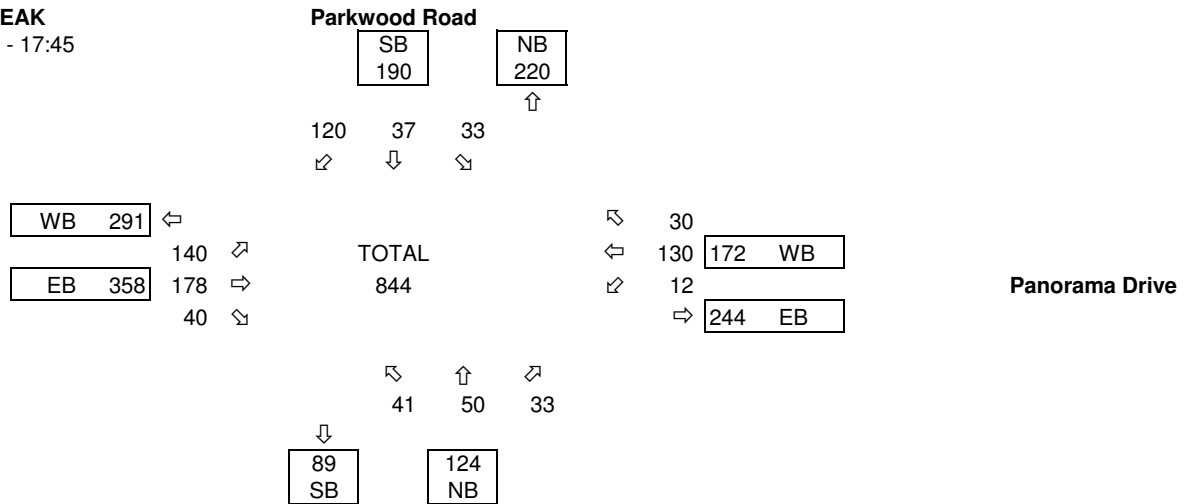 EAK Parkwood Road
- 17:45 SB NB
190 220
⇧
120 37 33
⬃ ⇩ ⬂
WB 291 ⇦ ⬁ 30
140 ⬀ TOTAL ⇦ 130 172 WB
EB 358 178 ⇨ 844 ⬃ 12 Panorama Drive
40 ⬂ ⇨ 244 EB
⬁ ⇧ ⬀
41 50 33
⇩
89 124
SB NB